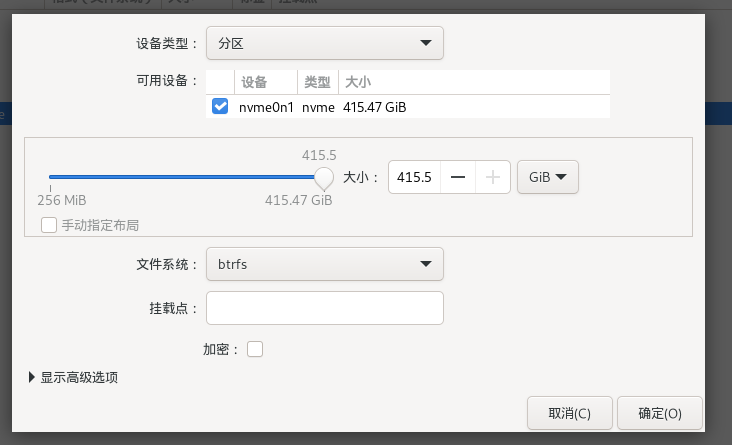 设备类型：
分区
可用设备：
设备 类型 大小
nvme0n1 nvme 415.47 GiB
415.5
大小： 415.5 GiB
256 MiB 415.47 GiB
手动指定布局
文件系统： btrfs
挂载点：
加密：
显示高级选项
取消(C) 确定(O)